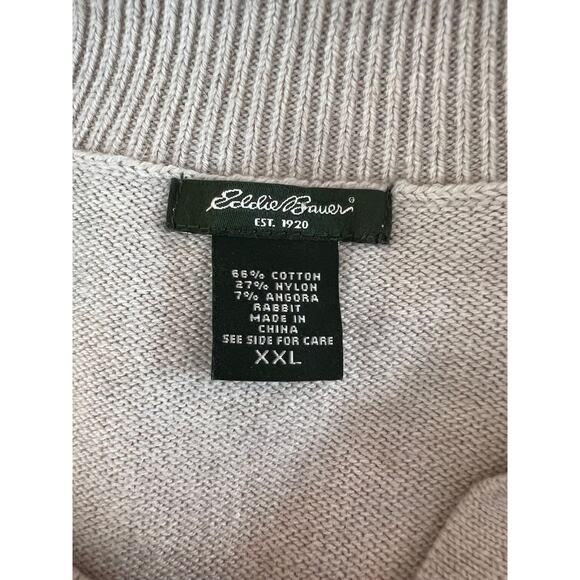 Eddie Bauer®
EST. 1920
66% COTTON
27% NYLON
7% ANGORA
RABBIT
MADE IN
CHINA
SEE SIDE FOR CARE
XXL